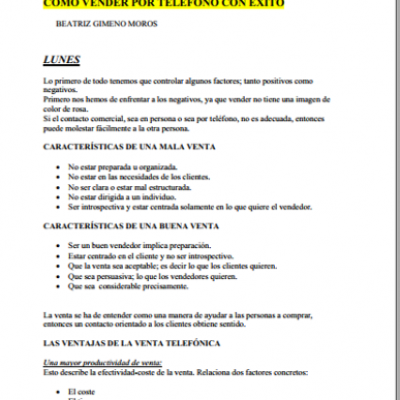 COMO VENDER POR TELEFONO CON EXITO
BEATRIZ GIMENO MOROS
LUNES
Lo primero de todo tenemos que controlar algunos factores; tanto positivos como
negativos.
Primero nos hemos de enfrentar a los negativos, ya que vender no tiene una imagen de
color de rosa.
Si el contacto comercial, sea en persona o sea por teléfono, no es adecuada, entonces
puede molestar fácilmente a la otra persona.
CARACTERÍSTICAS DE UNA MALA VENTA
• No estar preparada u organizada.
• No estar en las necesidades de los clientes.
• No ser clara o estar mal estructurada.
• No estar dirigida a un individuo.
• Ser introspectiva y estar centrada solamente en lo que quiere el vendedor.
CARACTERÍSTICAS DE UNA BUENA VENTA
• Ser un buen vendedor implica preparación.
• Estar centrado en el cliente y no ser introspectivo.
• Que la venta sea aceptable; es decir lo que los clientes quieren.
• Que sea persuasiva; lo que los vendedores quieren.
• Que sea considerable precisamente.
La venta se ha de entender como una manera de ayudar a las personas a comprar,
entonces un contacto orientado a los clientes obtiene sentido.
LAS VENTAJAS DE LA VENTA TELEFÓNICA
Una mayor productividad de venta:
Esto describe la efectividad-coste de la venta. Relaciona dos factores concretos:
• El coste